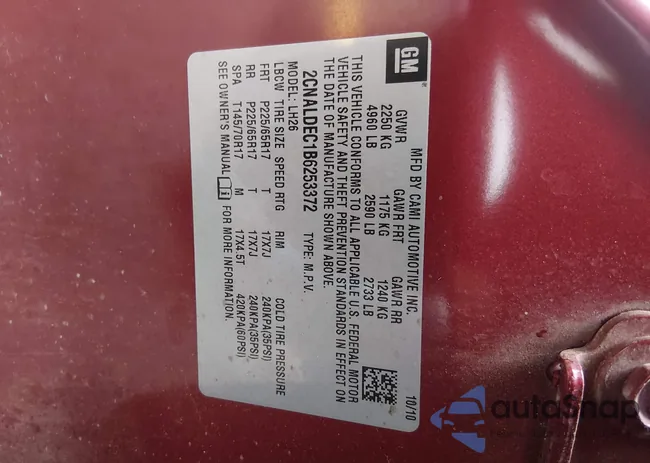 GM
MFD BY CAMI AUTOMOTIVE INC. 10/10
GVWR GAWR FRT GAWR RR
2250 KG 1175 KG 1240 KG
4960 LB 2590 LB 2733 LB
THIS VEHICLE CONFORMS TO ALL APPLICABLE U.S. FEDERAL MOTOR
VEHICLE SAFETY AND THEFT PREVENTION STANDARDS IN EFFECT ON
THE DATE OF MANUFACTURE SHOWN ABOVE.
2CNALDEC1B6253372 TYPE: M.P.V.
MODEL: LH26
LBCW TIRE SIZE SPEED RTG RIM COLD TIRE PRESSURE
FRT P225/65R17 T 17X7J 240KPA(35PSI)
RR P225/65R17 T 17X7J 240KPA(35PSI)
SPA T145/70R17 M 17X4.5T 420KPA(60PSI)
SEE OWNER'S MANUAL FOR MORE INFORMATION.
autoSnap